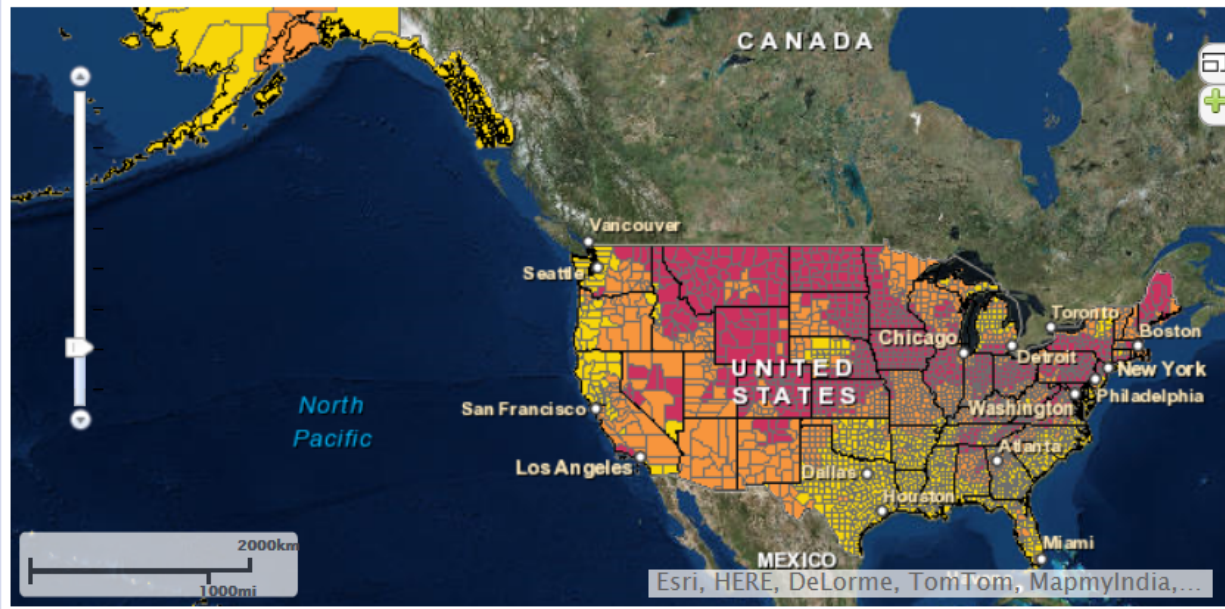 CANADA
Vancouver
Seattle
Toronto
Chicago
Boston
Detroit
UNITED
STATES
New York
Philadelphia
North
Pacific
San Francisco
Washington
Atlanta
Los Angeles
Dallas
Houston
Miami
2000km
1000mi
MEXICO
Esri, HERE, DeLorme, TomTom, MapmyIndia,...